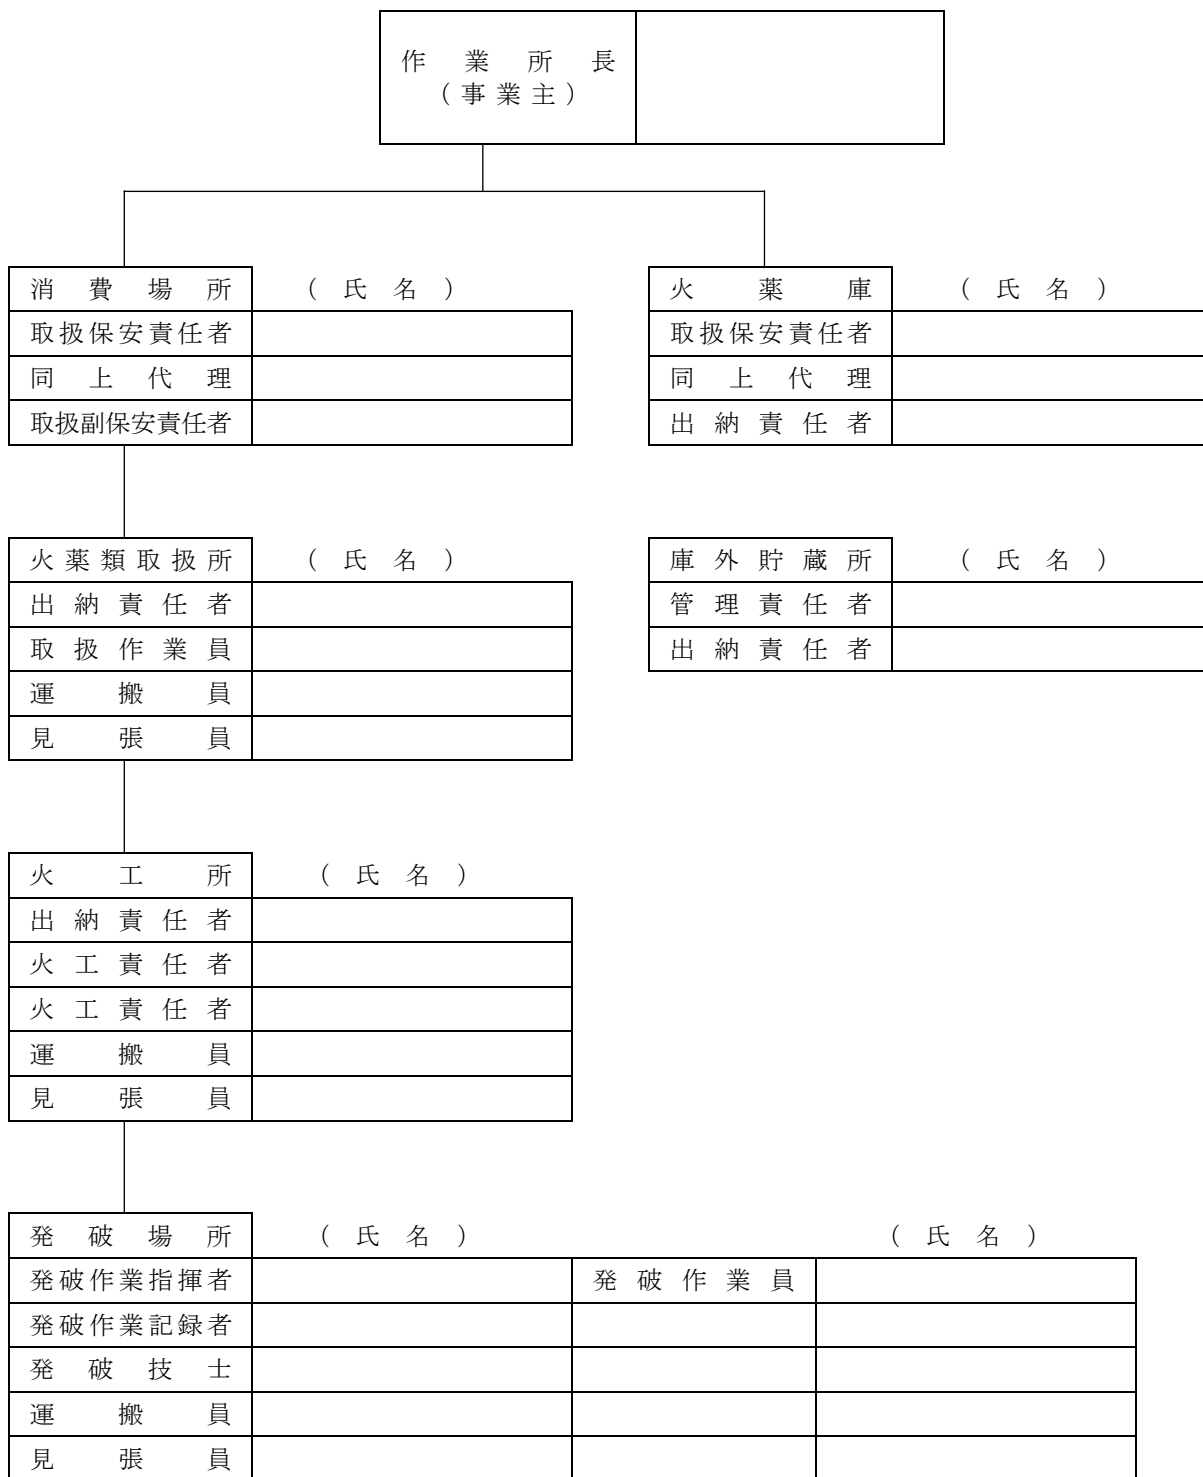 作業所長
（事業主）
消費場所 （氏名）
取扱保安責任者
同上代理
取扱副保安責任者
火薬庫 （氏名）
取扱保安責任者
同上代理
出納責任者
火薬類取扱所 （氏名）
出納責任者
取扱作業員
運搬員
見張員
庫外貯蔵所 （氏名）
管理責任者
出納責任者
火工所 （氏名）
出納責任者
火工責任者
火工責任者
運搬員
見張員
発破場所 （氏名） （氏名）
発破作業指揮者 発破作業員
発破作業記録者
発破技士
運搬員
見張員